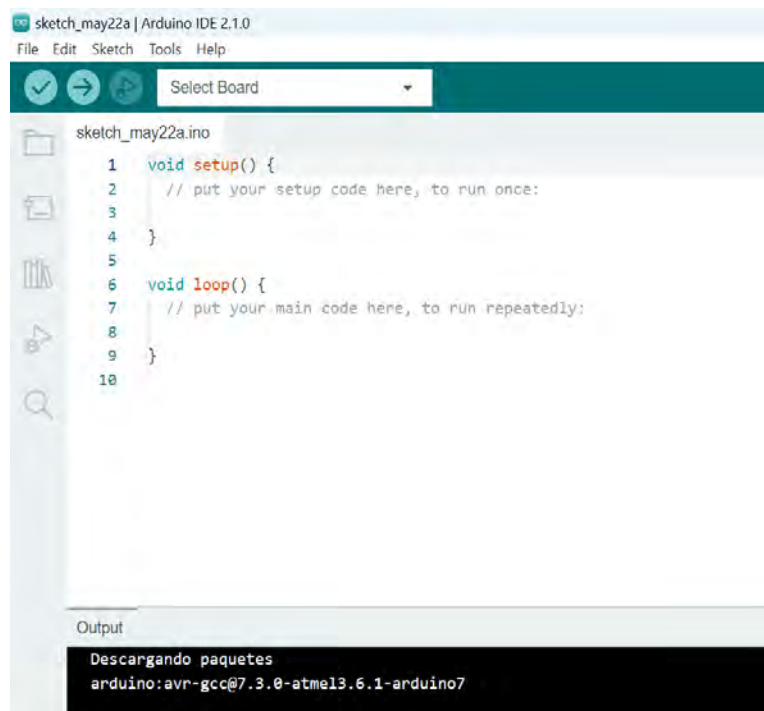 sketch_may22a | Arduino IDE 2.1.0
File Edit Sketch Tools Help
Select Board
sketch_may22a.ino
1 void setup() {
2 // put your setup code here, to run once:
3
4 }
5
6 void loop() {
7 // put your main code here, to run repeatedly:
8
9 }
10
Output
Descargando paquetes
arduino:avr-gcc@7.3.0-atmel3.6.1-arduino7